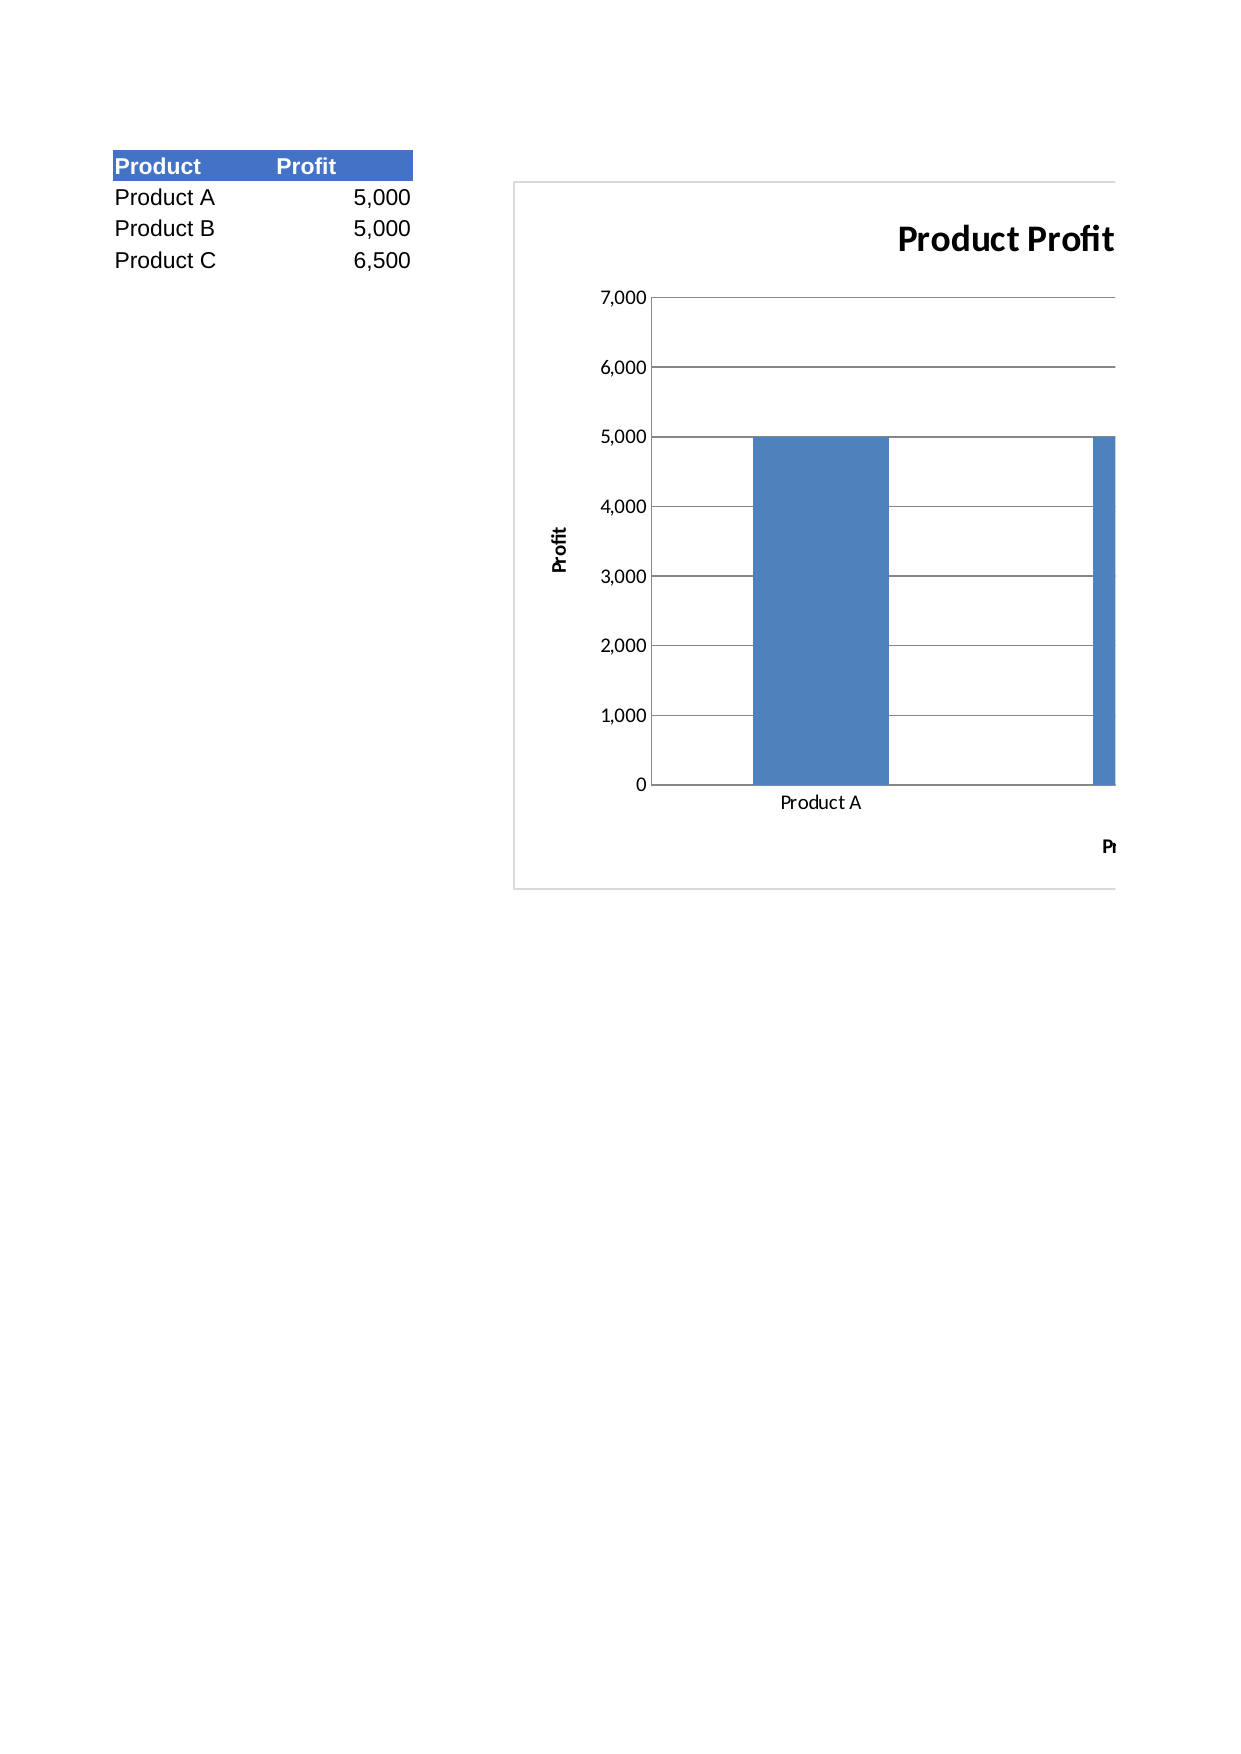 Product Profit
Product A 5,000
Product B 5,000
Product C 6,500
Product Profit
7,000
6,000
5,000
4,000
3,000
2,000
1,000
0
Profit
Product A